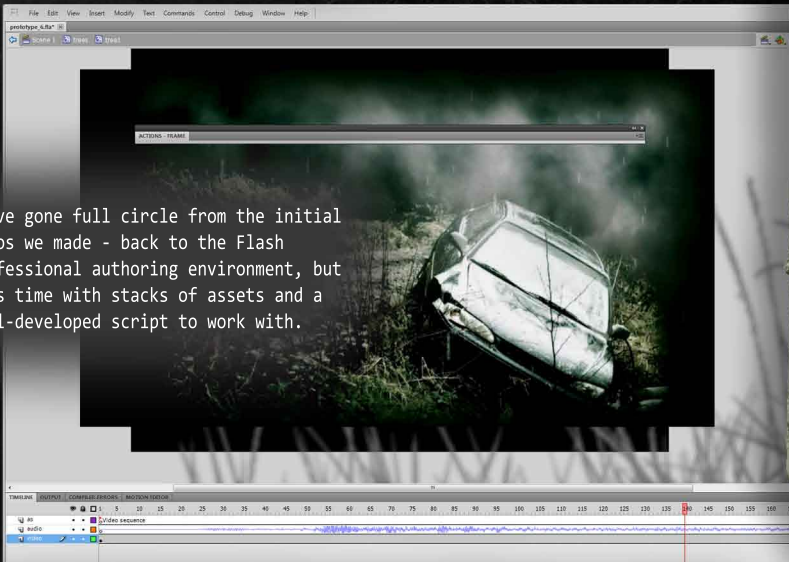 File Edit View Insert Modify Text Commands Control Debug Window Help
prototype_6.fla*
Scene 1 trees tree1
ACTIONS - FRAME
ve gone full circle from the initial
os we made - back to the Flash
fessional authoring environment, but
s time with stacks of assets and a
l-developed script to work with.
TIMELINE OUTPUT COMPILER ERRORS MOTION EDITOR
1 5 10 15 20 25 30 35 40 45 50 55 60 65 70 75 80 85 90 95 100 105 110 115 120 125 130 135 140 145 150 155 160
as Video sequence
audio
video